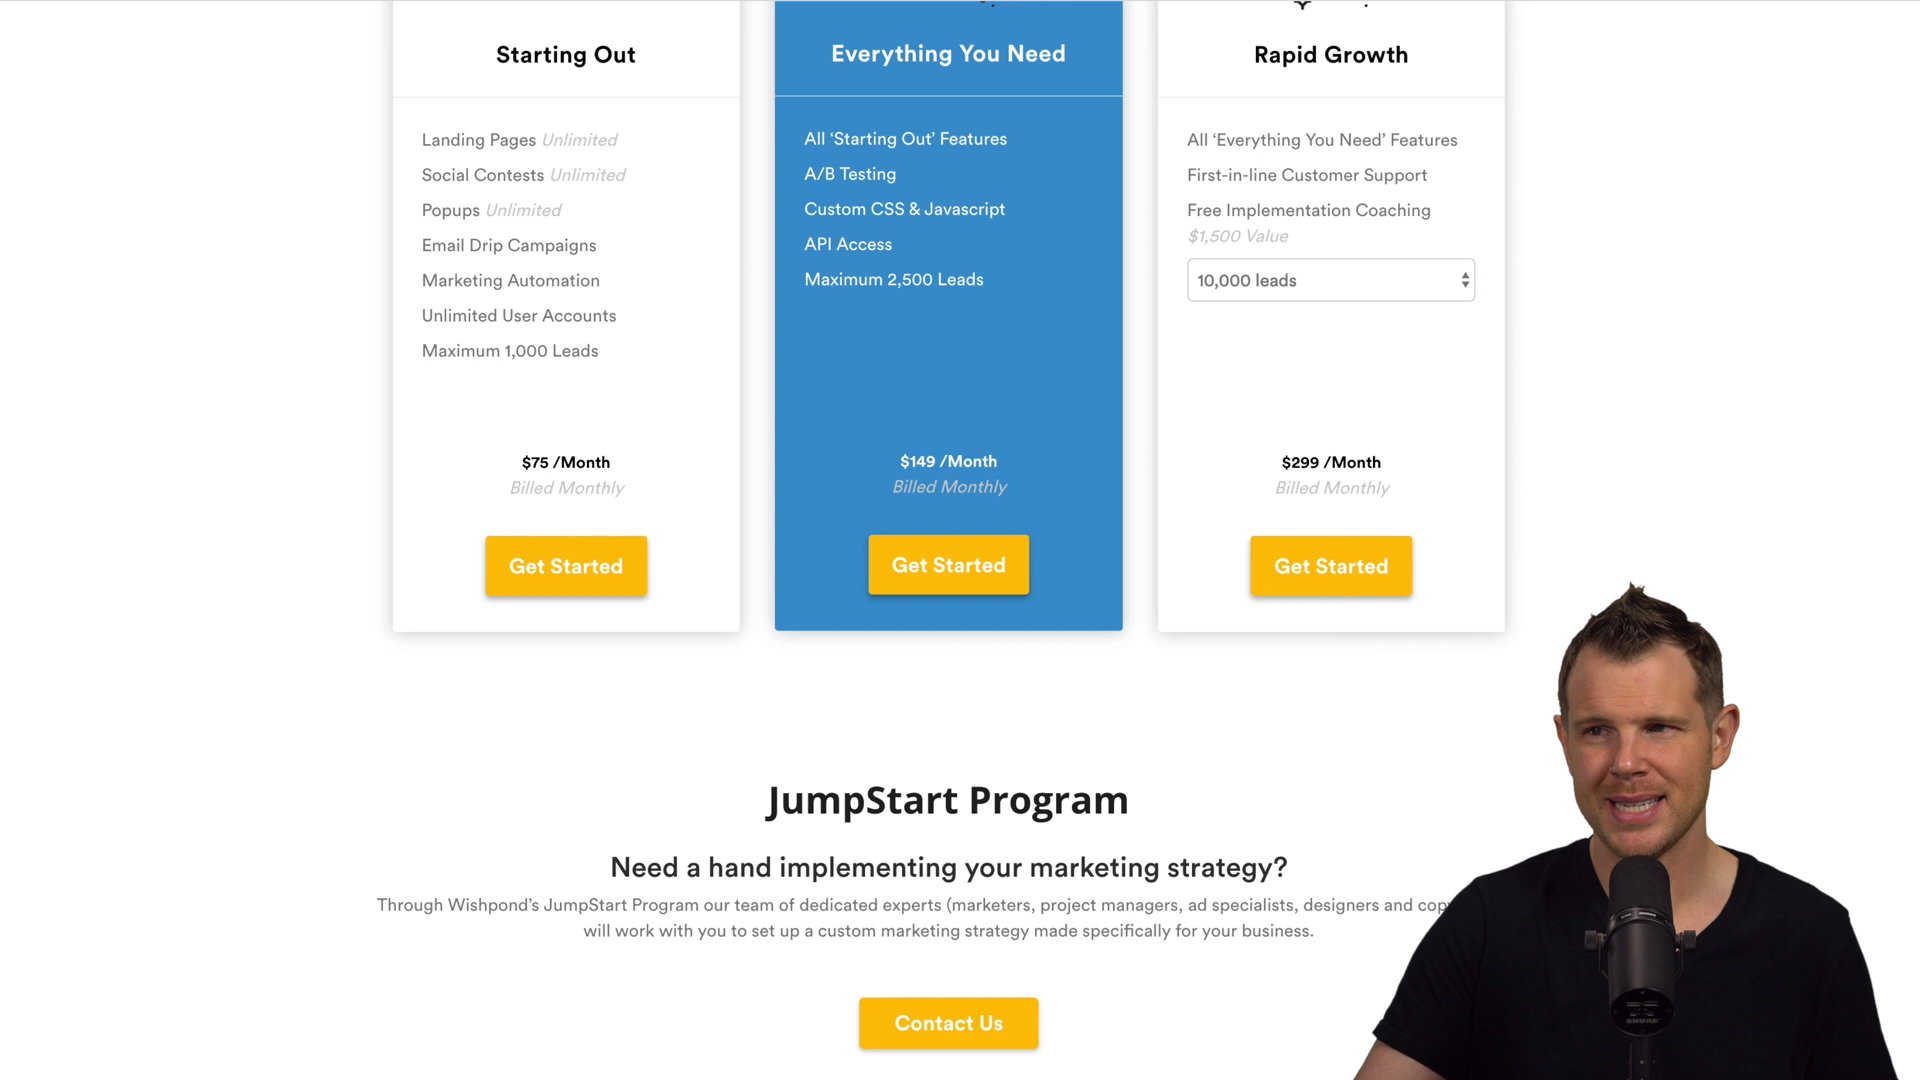 Starting Out
Landing Pages Unlimited
Social Contests Unlimited
Popups Unlimited
Email Drip Campaigns
Marketing Automation
Unlimited User Accounts
Maximum 1,000 Leads
$75 /Month
Billed Monthly
Get Started
Everything You Need
All ‘Starting Out’ Features
A/B Testing
Custom CSS & Javascript
API Access
Maximum 2,500 Leads
$149 /Month
Billed Monthly
Get Started
Rapid Growth
All ‘Everything You Need’ Features
First-in-line Customer Support
Free Implementation Coaching
$1,500 Value
10,000 leads
$299 /Month
Billed Monthly
Get Started
JumpStart Program
Need a hand implementing your marketing strategy?
Through Wishpond’s JumpStart Program our team of dedicated experts (marketers, project managers, ad specialists, designers and
will work with you to set up a custom marketing strategy made specifically for your business.
Contact Us
SHURE